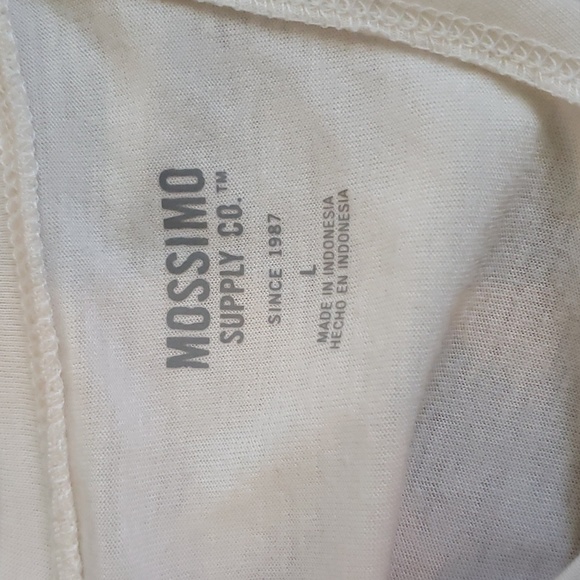 MOSSIMO
SUPPLY CO.™
SINCE 1987
L
MADE IN INDONESIA
HECHO EN INDONESIA